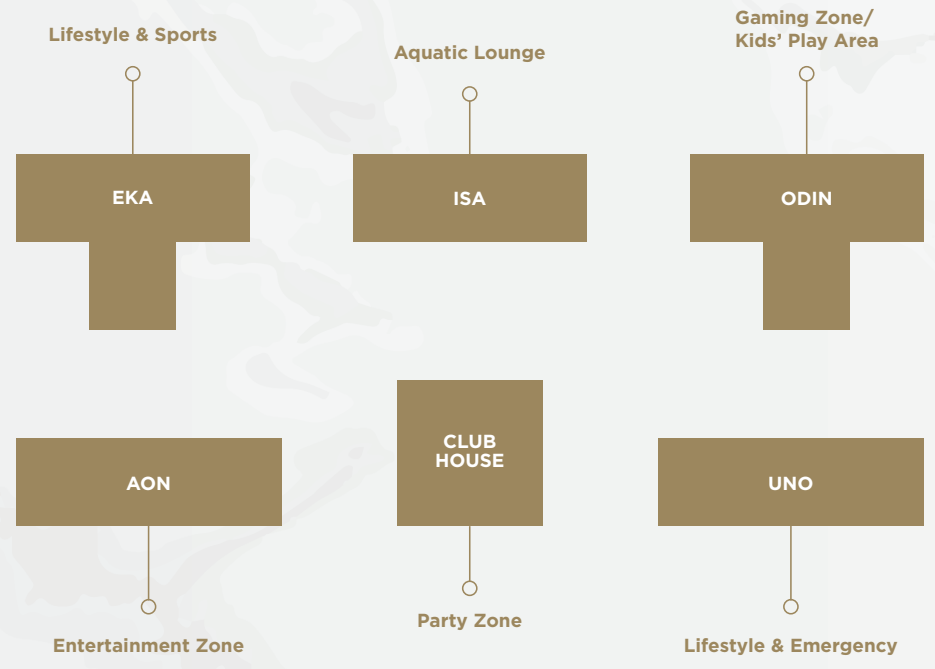 Lifestyle & Sports
Aquatic Lounge
Gaming Zone/
Kids’ Play Area
EKA
ISA
ODIN
CLUB
HOUSE
AON
UNO
Entertainment Zone
Party Zone
Lifestyle & Emergency